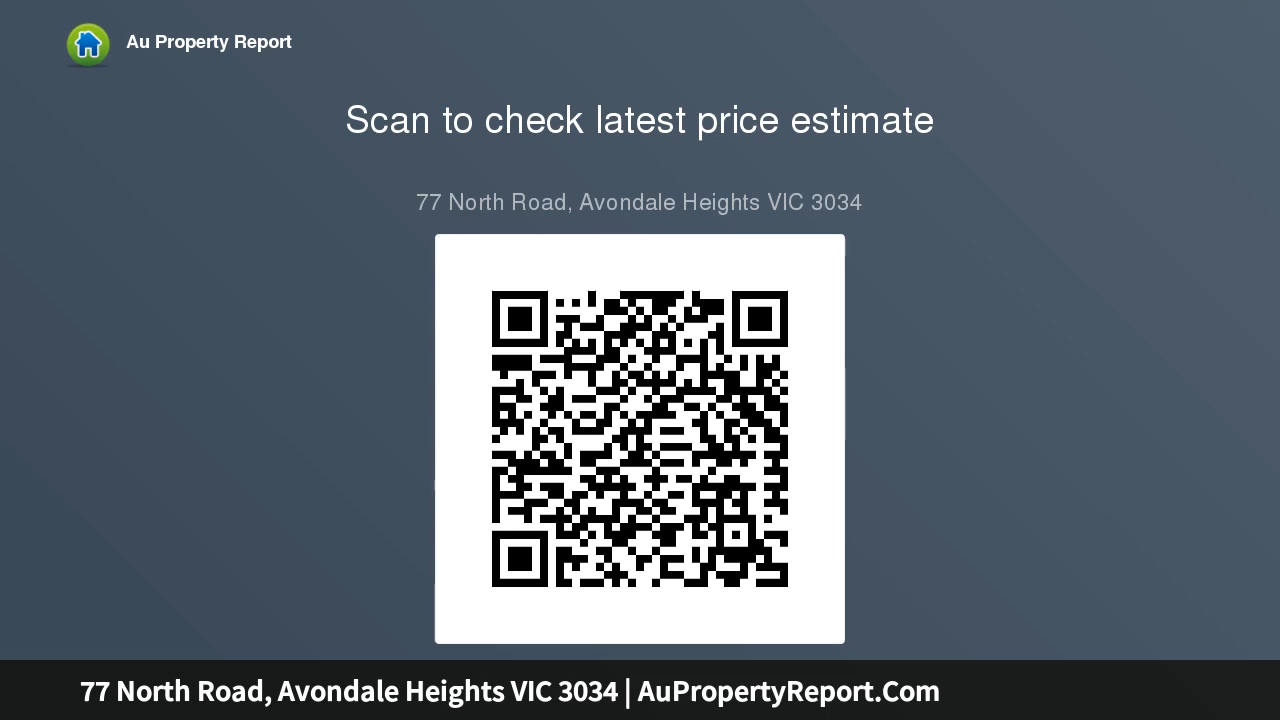 Au Property Report
Scan to check latest price estimate
77 North Road, Avondale Heights VIC 3034
77 North Road, Avondale Heights VIC 3034 | AuPropertyReport.Com